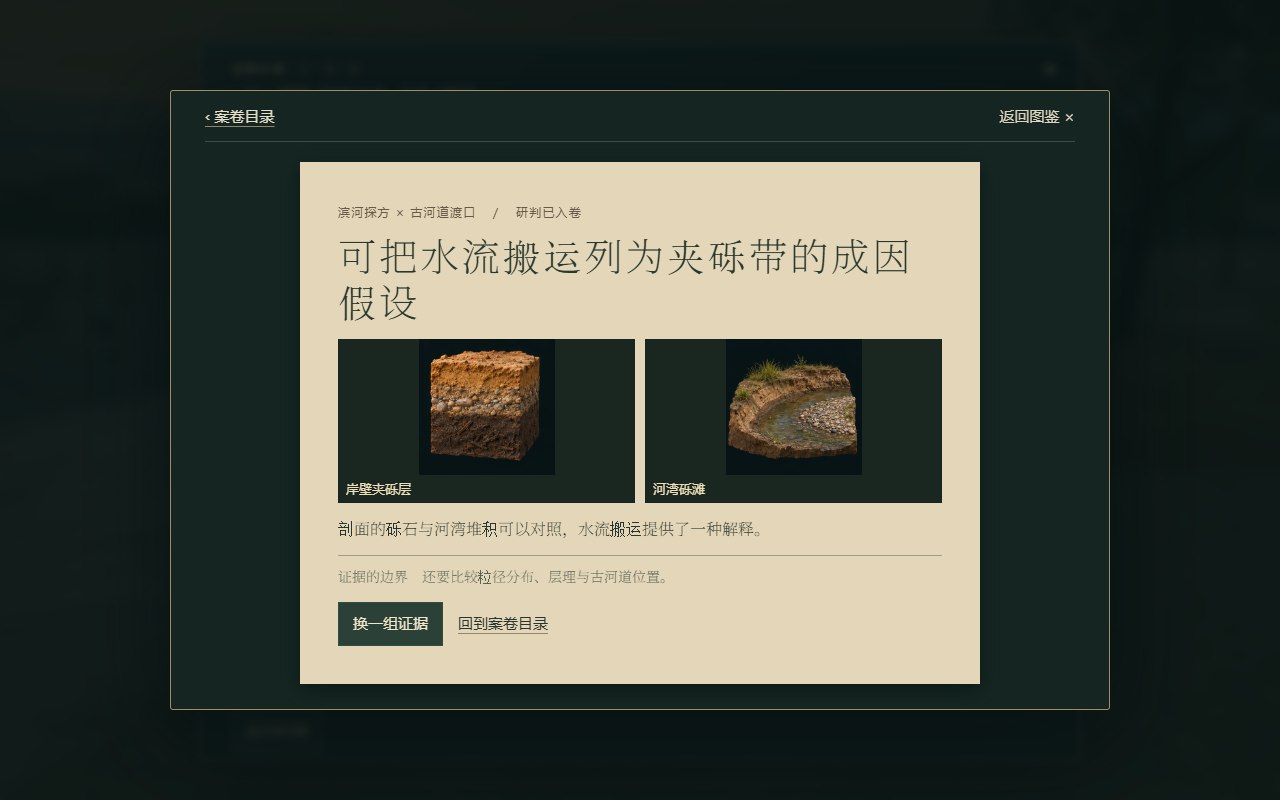 ‹ 案卷目录
返回图鉴 ×
滨河探方 × 古河道渡口 / 研判已入卷
可把水流搬运列为夹砾带的成因
假设
岸壁夹砾层
河湾砾滩
剖面的砾石与河湾堆积可以对照，水流搬运提供了一种解释。
证据的边界 还要比较粒径分布、层理与古河道位置。
换一组证据
回到案卷目录